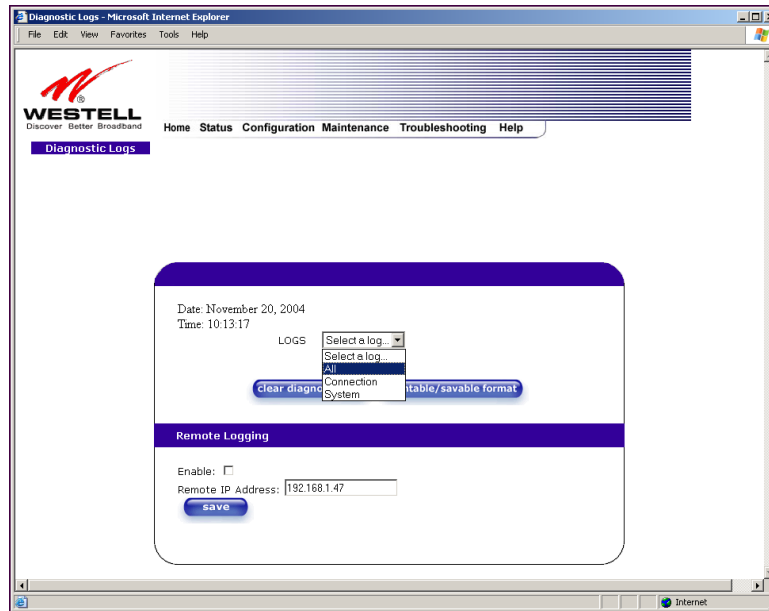 Diagnostic Logs - Microsoft Internet Explorer
File Edit View Favorites Tools Help
WESTELL
Discover Better Broadband
Home Status Configuration Maintenance Troubleshooting Help
Diagnostic Logs
Date: November 20, 2004
Time: 10:13:17
LOGS Select a log...
Select a log...
All
Connection
System
clear diagno
ntable/savable format
Remote Logging
Enable:
Remote IP Address: 192.168.1.47
save
Internet